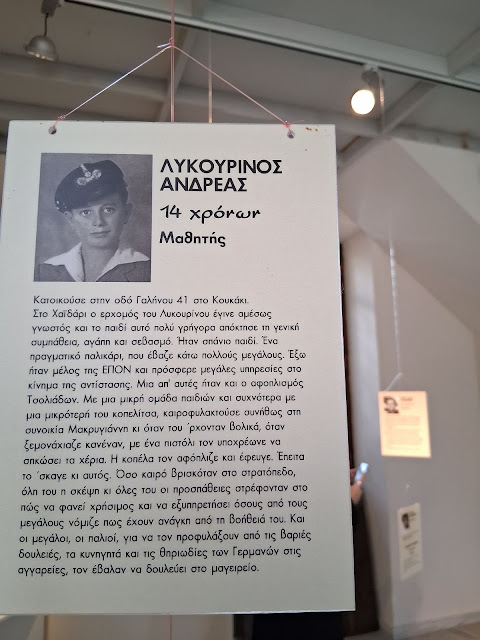 ΛΥΚΟΥΡΙΝΟΣ
ΑΝΔΡΕΑΣ
14 χρόνων
Μαθητής
Κατοικούσε στην οδό Γαλήνου 41 στο Κουκάκι.
Στο Χαϊδάρι ο ερχομός του Λυκουρίνου έγινε αμέσως
γνωστός και το παιδί αυτό πολύ γρήγορα απόκτησε τη γενική
συμπάθεια, αγάπη και σεβασμό. Ήταν σπάνιο παιδί. Ένα
πραγματικό παλικάρι, που έβαζε κάτω πολλούς μεγάλους. Έξω
ήταν μέλος της ΕΠΟΝ και πρόσφερε μεγάλες υπηρεσίες στο
κίνημα της αντίστασης. Μια απ' αυτές ήταν και ο αφοπλισμός
Τσολιάδων. Με μια μικρή ομάδα παιδιών και συχνότερα με
μια μικρότερή του κοπελίτσα, καιροφυλακτούσε συνήθως στη
συνοικία Μακρυγιάννη κι όταν του 'ρχονταν βολικά, όταν
ξεμονάχιαζε κανέναν, με ένα πιστόλι τον υποχρέωνε να
σηκώσει τα χέρια. Η κοπέλα τον αφόπλιζε και έφευγε. Έπειτα
το 'σκαγε κι αυτός. Όσο καιρό βρισκόταν στο στρατόπεδο,
όλη του η σκέψη κι όλες του οι προσπάθειες στρέφονταν στο
πώς να φανεί χρήσιμος και να εξυπηρετήσει όσους από τους
μεγάλους νόμιζε πως έχουν ανάγκη από τη βοήθειά του. Και
οι μεγάλοι, οι παλιοί, για να τον προφυλάξουν από τις βαριές
δουλειές, τα κυνηγητά και τις θηριωδίες των Γερμανών στις
αγγαρείες, τον έβαλαν να δουλεύει στο μαγειρείο.